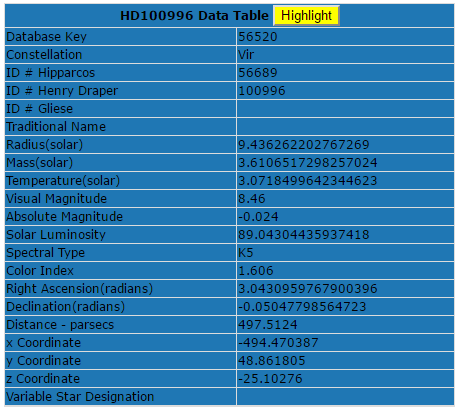 HD100996 Data Table Highlight
Database Key 56520
Constellation Vir
ID # Hipparcos 56689
ID # Henry Draper 100996
ID # Gliese
Traditional Name
Radius(solar) 9.436262202767269
Mass(solar) 3.6106517298257024
Temperature(solar) 3.0718499642344623
Visual Magnitude 8.46
Absolute Magnitude -0.024
Solar Luminosity 89.04304435937418
Spectral Type K5
Color Index 1.606
Right Ascension(radians) 3.0430959767900396
Declination(radians) -0.05047798564723
Distance - parsecs 497.5124
x Coordinate -494.470387
y Coordinate 48.861805
z Coordinate -25.10276
Variable Star Designation